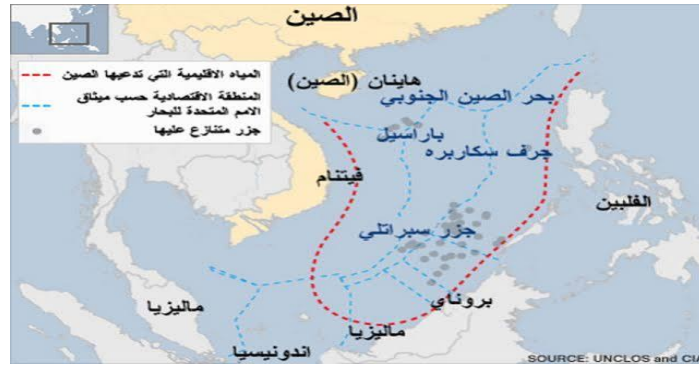 الصين
المياه الاقليمية التي تدعيها الصين
المنطقة الاقتصادية حسب ميثاق
الامم المتحدة للبحار
جزر متنازع عليها
هاينان (الصين)
بحر الصين الجنوبي
باراسيل
جرف سكاربره
فيتنام
الفلبين
جزر سبراتلي
بروناي
ماليزيا
ماليزيا
اندونيسيا
SOURCE: UNCLOS and CIA